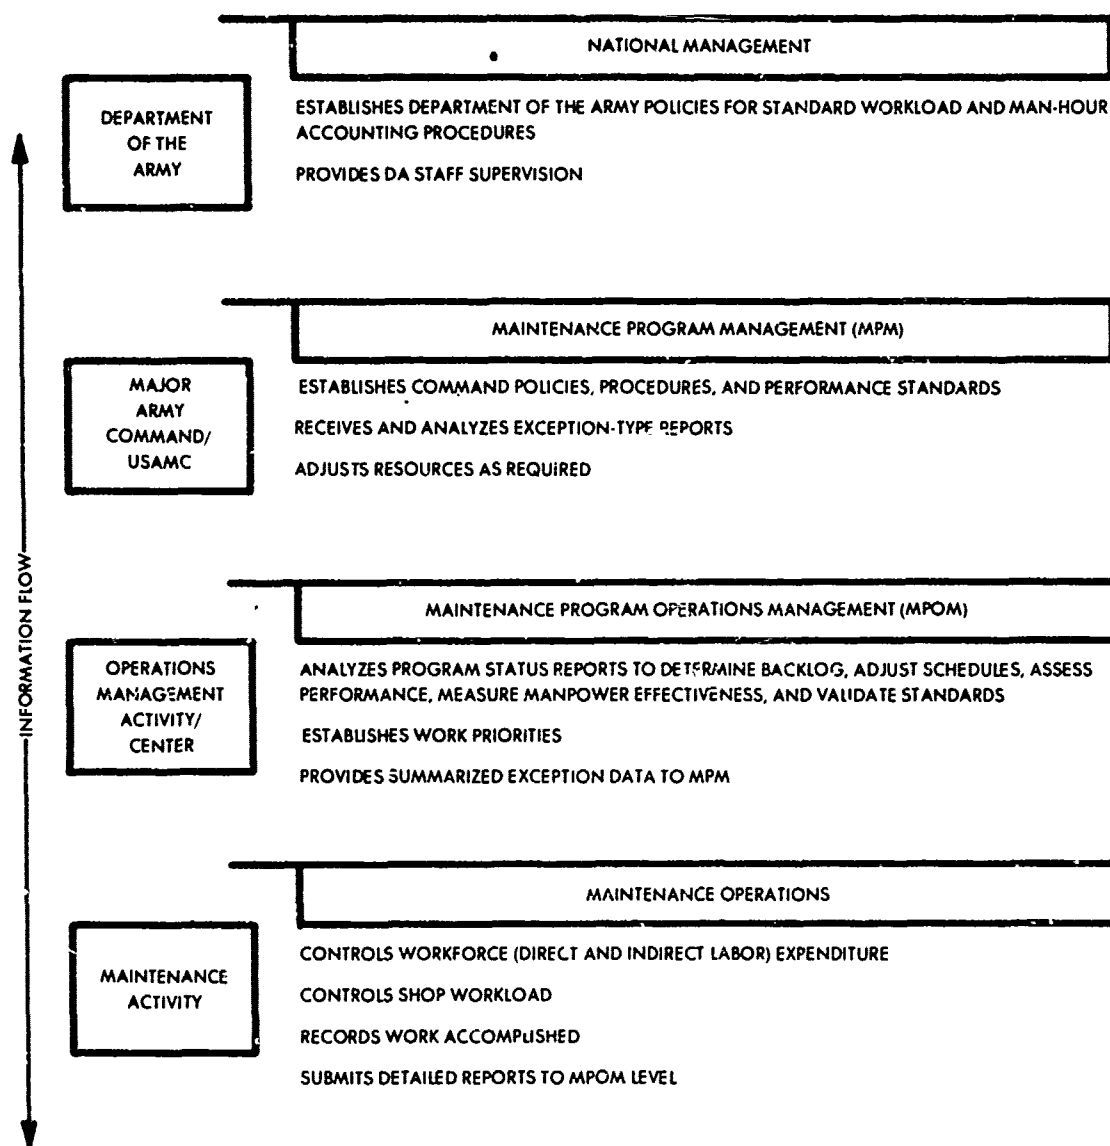 NATIONAL MANAGEMENT
DEPARTMENT
OF THE
ARMY
ESTABLISHES DEPARTMENT OF THE ARMY POLICIES FOR STANDARD WORKLOAD AND MAN-HOUR
ACCOUNTING PROCEDURES
PROVIDES DA STAFF SUPERVISION
MAINTENANCE PROGRAM MANAGEMENT (MPM)
MAJOR
ARMY
COMMAND/
USAMC
ESTABLISHES COMMAND POLICIES, PROCEDURES, AND PERFORMANCE STANDARDS
RECEIVES AND ANALYZES EXCEPTION-TYPE REPORTS
ADJUSTS RESOURCES AS REQUIRED
INFORMATION FLOW
MAINTENANCE PROGRAM OPERATIONS MANAGEMENT (MPOM)
OPERATIONS
MANAGEMENT
ACTIVITY/
CENTER
ANALYZES PROGRAM STATUS REPORTS TO DETERMINE BACKLOG, ADJUST SCHEDULES, ASSESS
PERFORMANCE, MEASURE MANPOWER EFFECTIVENESS, AND VALIDATE STANDARDS
ESTABLISHES WORK PRIORITIES
PROVIDES SUMMARIZED EXCEPTION DATA TO MPM
MAINTENANCE OPERATIONS
MAINTENANCE
ACTIVITY
CONTROLS WORKFORCE (DIRECT AND INDIRECT LABOR) EXPENDITURE
CONTROLS SHOP WORKLOAD
RECORDS WORK ACCOMPLISHED
SUBMITS DETAILED REPORTS TO MPOM LEVEL